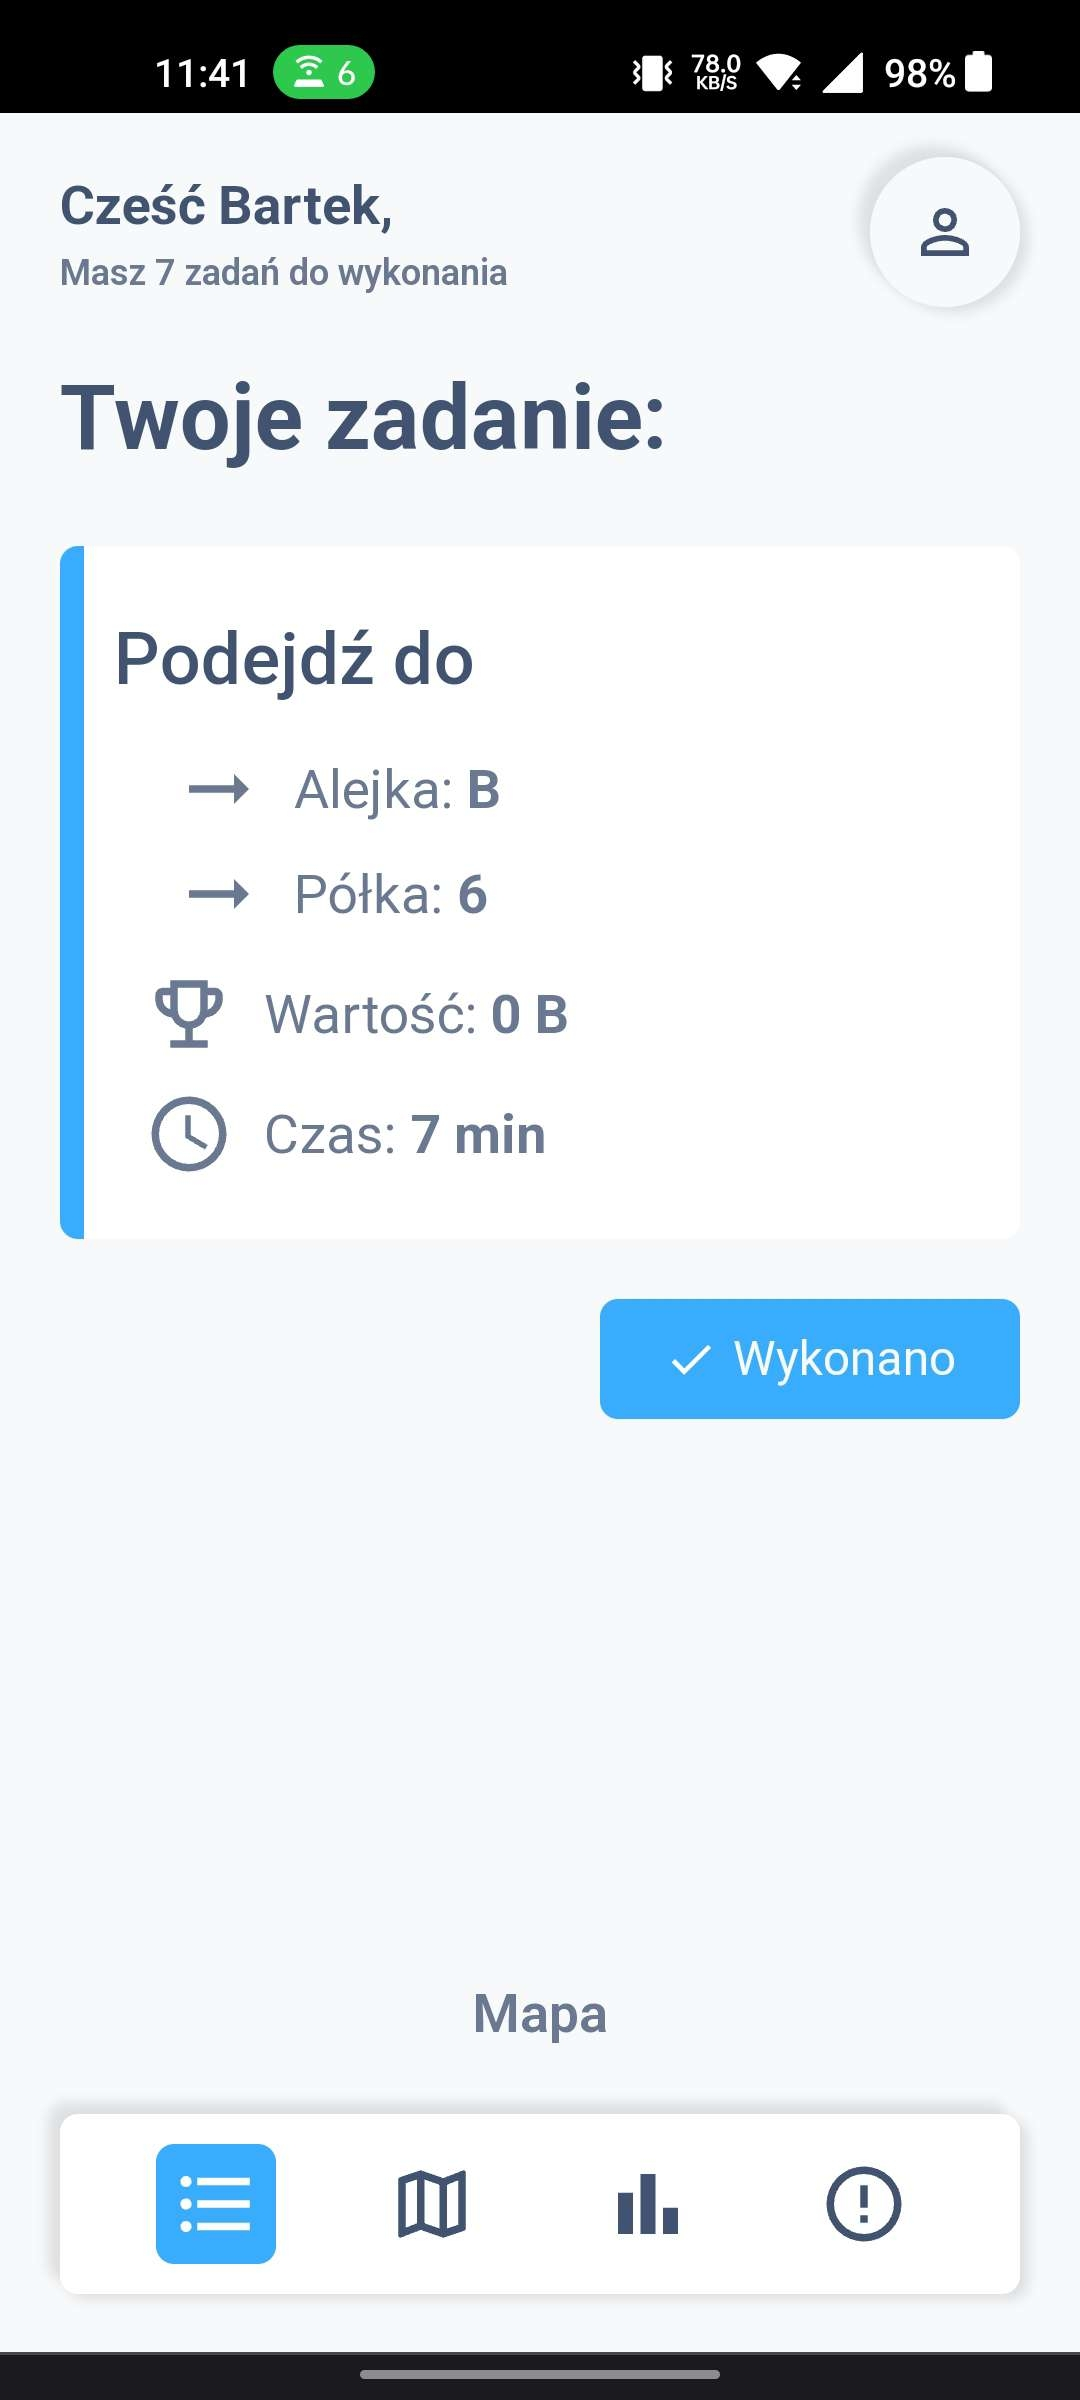 11:41 6 78.0 KB/S 98%
Cześć Bartek,
Masz 7 zadań do wykonania
Twoje zadanie:
Podejdź do
Alejka: B
Półka: 6
Wartość: 0 B
Czas: 7 min
Wykonano
Mapa